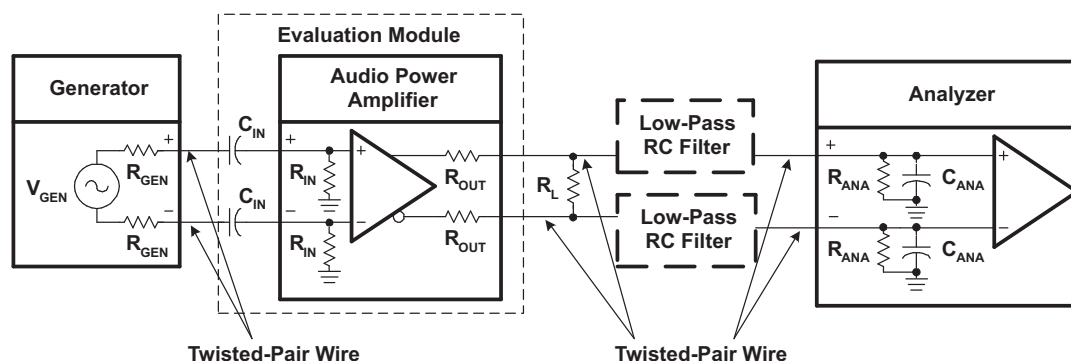 Evaluation Module
Generator
Audio Power
Amplifier
Low-Pass
RC Filter
Analyzer
C_IN
+
+
+
+
+
R_GEN
R_IN
R_OUT
R_ANA
C_ANA
V_GEN
R_L
C_IN
−
−
−
−
−
R_GEN
R_IN
R_OUT
Low-Pass
RC Filter
R_ANA
C_ANA
Twisted-Pair Wire
Twisted-Pair Wire